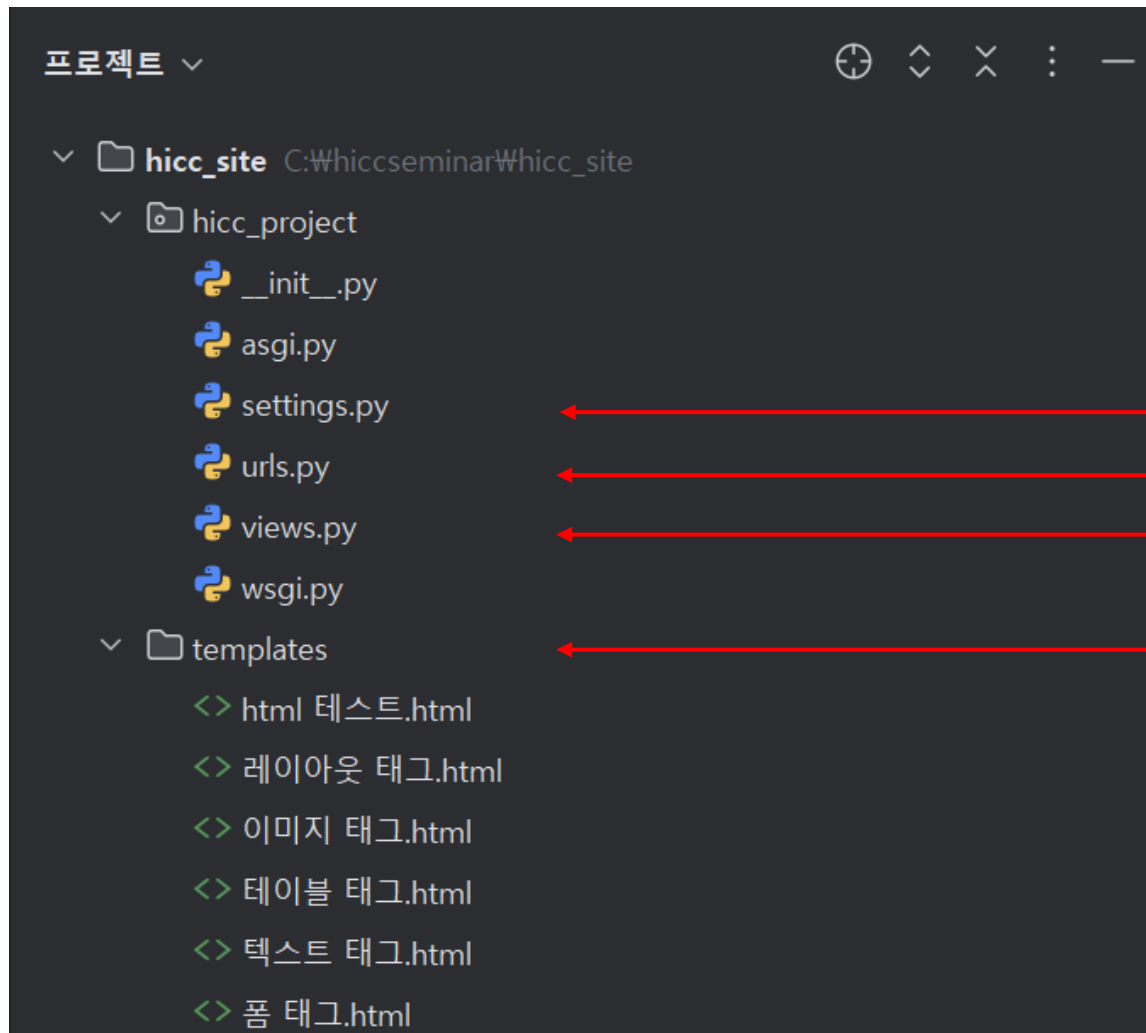 프로젝트
hicc_site C:₩hiccseminar₩hicc_site
hicc_project
__init__.py
asgi.py
settings.py
urls.py
views.py
wsgi.py
templates
html 테스트.html
레이아웃 태그.html
이미지 태그.html
테이블 태그.html
텍스트 태그.html
폼 태그.html